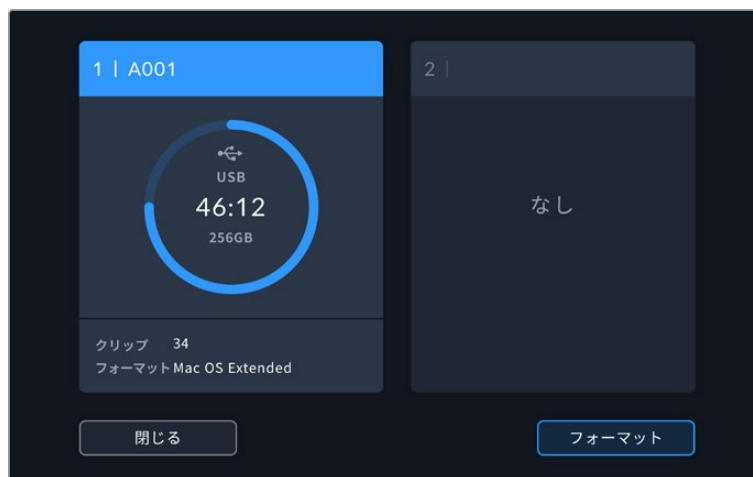 1 | A001
USB
46:12
256GB
クリップ 34
フォーマット Mac OS Extended
2 |
なし
閉じる
フォーマット